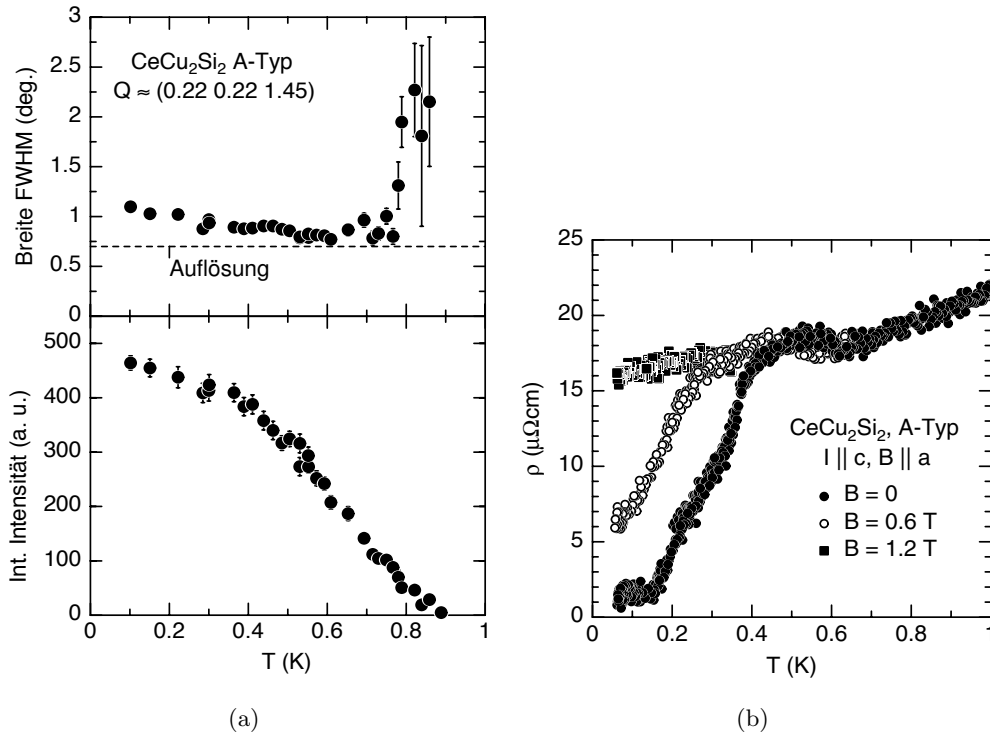 3
2.5
2
1.5
1
0.5
0
Breite FWHM (deg.)
CeCu₂Si₂ A-Typ
Q ≈ (0.22 0.22 1.45)
Auflösung
500
400
300
200
100
0
Int. Intensität (a. u.)
0 0.2 0.4 0.6 0.8 1
T (K)
(a)
25
20
15
10
5
0
ρ (μΩcm)
CeCu₂Si₂, A-Typ
I || c, B || a
B = 0
B = 0.6 T
B = 1.2 T
0 0.2 0.4 0.6 0.8 1
T (K)
(b)